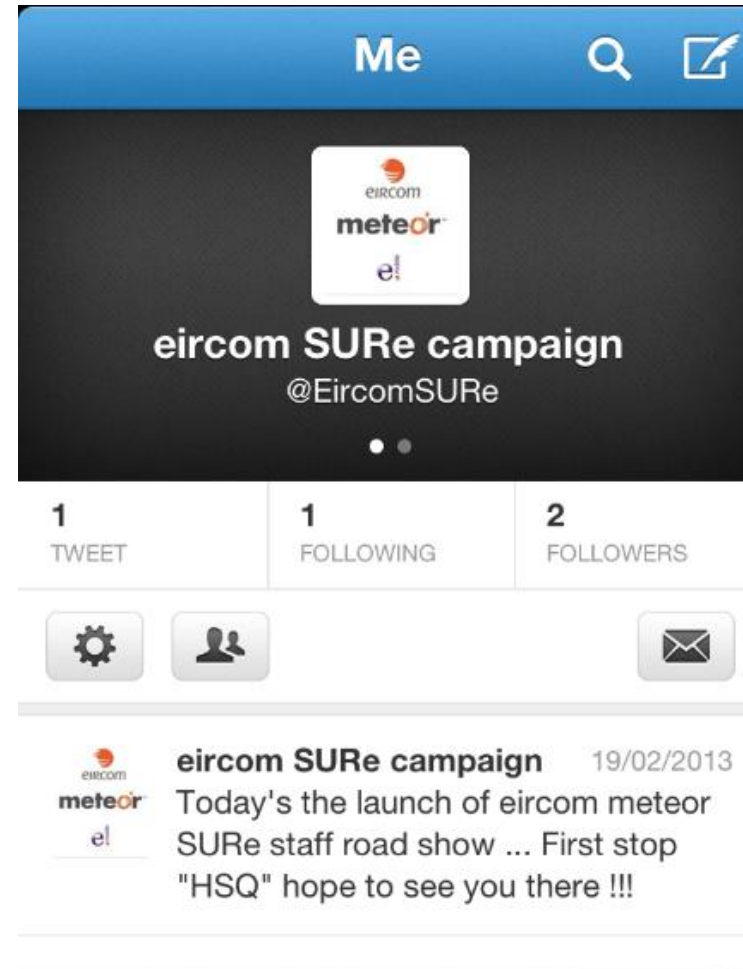 Me
eircom
meteor
e!
eircom SURe campaign
@EircomSURe
1
TWEET
1
FOLLOWING
2
FOLLOWERS
eircom
meteor
e!
eircom SURe campaign 19/02/2013
Today's the launch of eircom meteor
SURe staff road show ... First stop
"HSQ" hope to see you there !!!